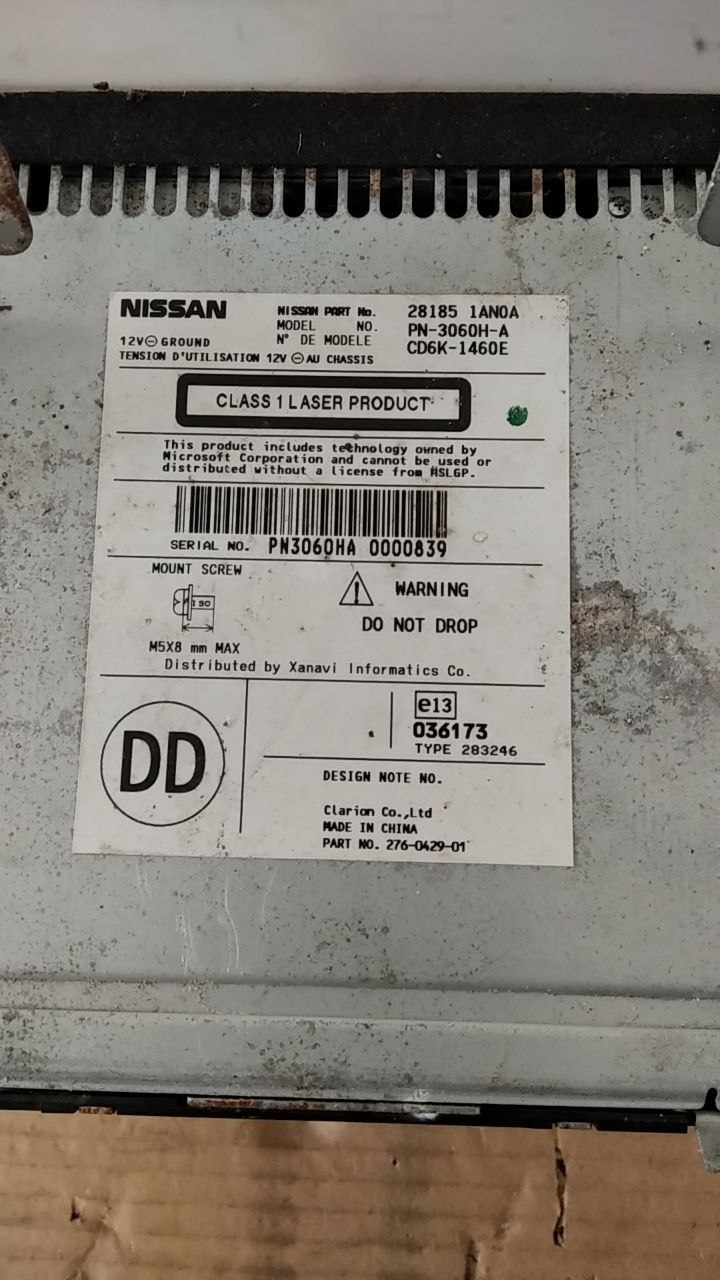 NISSAN
NISSAN PART No. 28185 1AN0A
MODEL NO. PN-3060H-A
N° DE MODELE CD6K-1460E
12V⊖GROUND
TENSION D'UTILISATION 12V ⊖AU CHASSIS
CLASS 1 LASER PRODUCT
This product includes technology owned by
Microsoft Corporation and cannot be used or
distributed without a license from MSLGP.
SERIAL NO. PN3060HA 0000839
MOUNT SCREW
ISO
M5X8 mm MAX
WARNING
DO NOT DROP
Distributed by Xanavi Informatics Co.
DD
e13
036173
TYPE 283246
DESIGN NOTE NO.
Clarion Co.,Ltd
MADE IN CHINA
PART NO. 276-0429-01